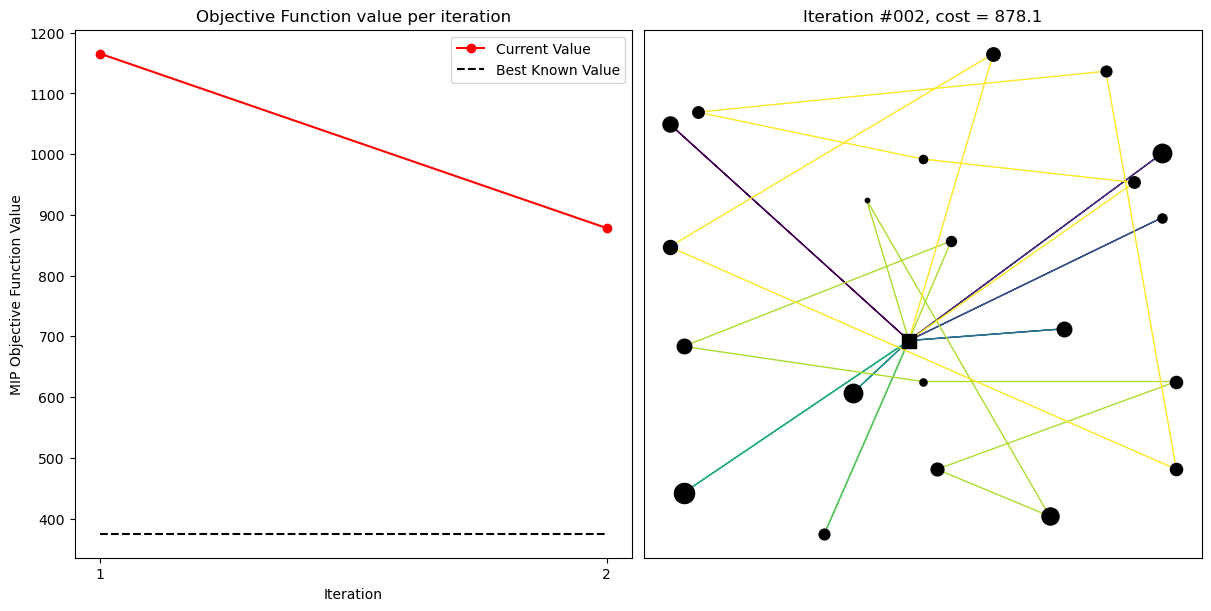 Objective Function value per iteration
1200
1100
1000
900
800
700
600
500
400
MIP Objective Function Value
Current Value
Best Known Value
1
2
Iteration
Iteration #002, cost = 878.1